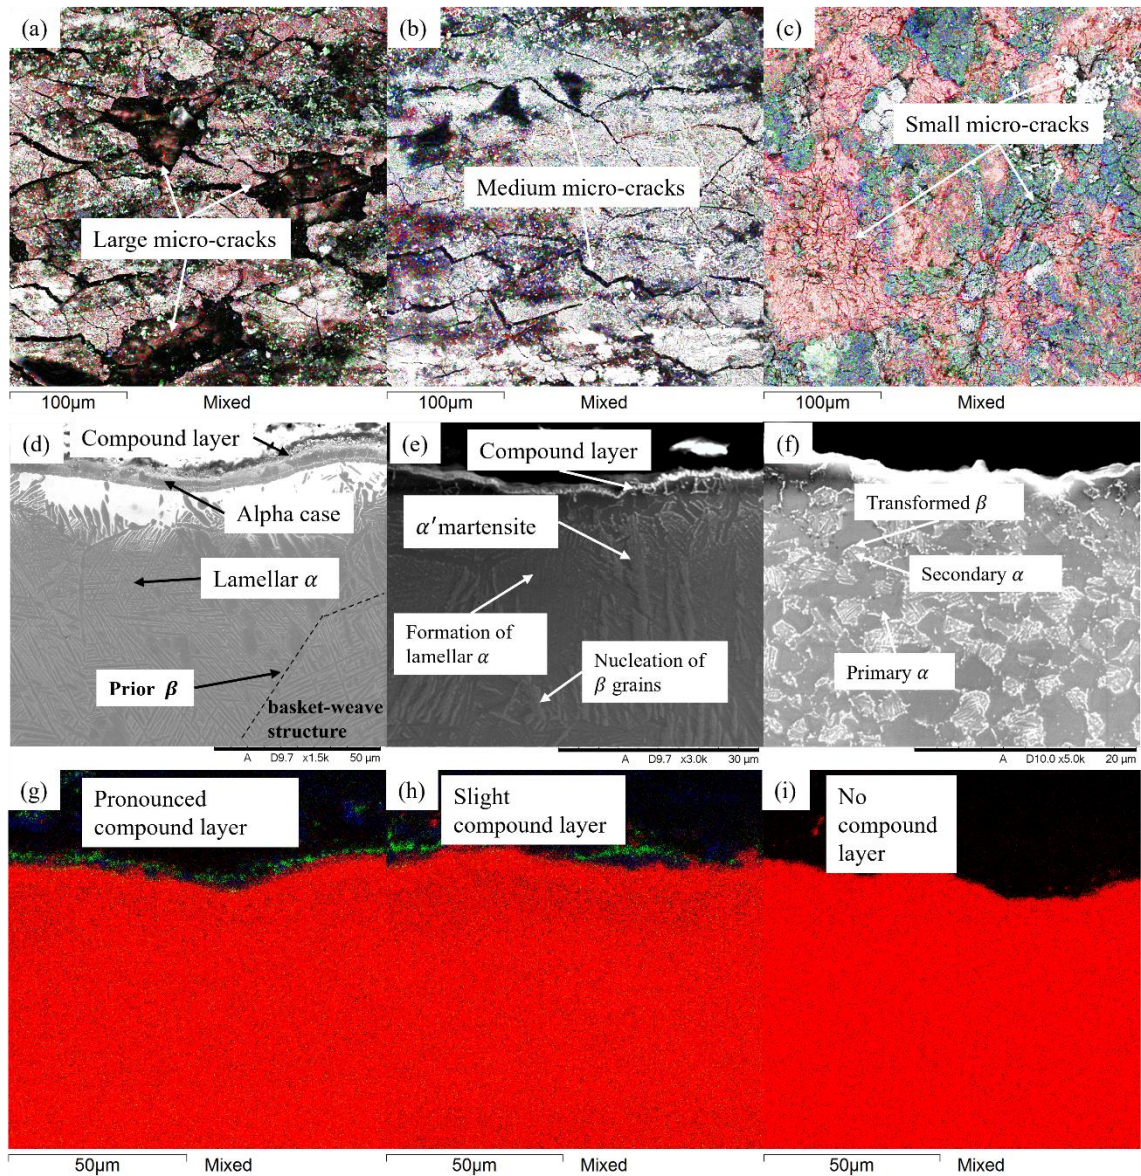 (a)
Large micro-cracks
100µm
Mixed
(b)
Medium micro-cracks
100µm
Mixed
(c)
Small micro-cracks
100µm
Mixed
(d)
Compound layer
Alpha case
Lamellar α
Prior β
basket-weave
structure
A D9.7 x1.5k 50 µm
(e)
Compound layer
α′ martensite
Formation of
lamellar α
Nucleation of
β grains
A D9.7 x3.0k 30 µm
(f)
Transformed β
Secondary α
Primary α
A D10.0 x5.0k 20 µm
(g)
Pronounced
compound layer
50µm
Mixed
(h)
Slight
compound layer
50µm
Mixed
(i)
No
compound
layer
50µm
Mixed